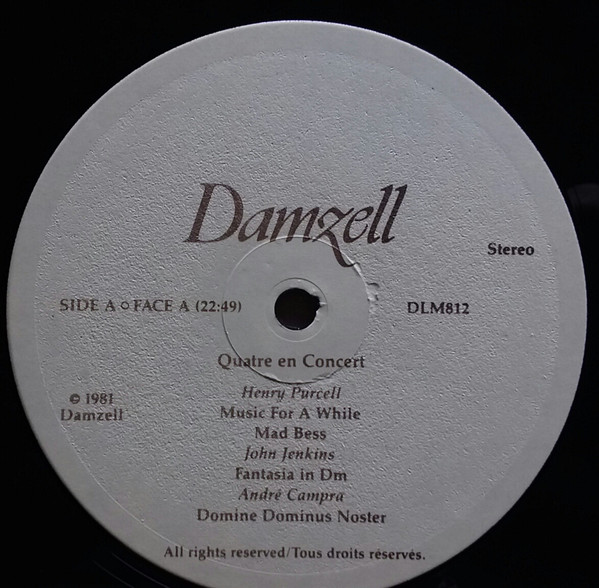 Damzell
Stereo
SIDE A o FACE A (22:49)
DLM812
Quatre en Concert
© 1981
Damzell
Henry Purcell
Music For A While
Mad Bess
John Jenkins
Fantasia in Dm
André Campra
Domine Dominus Noster
All rights reserved/Tous droits réservés.